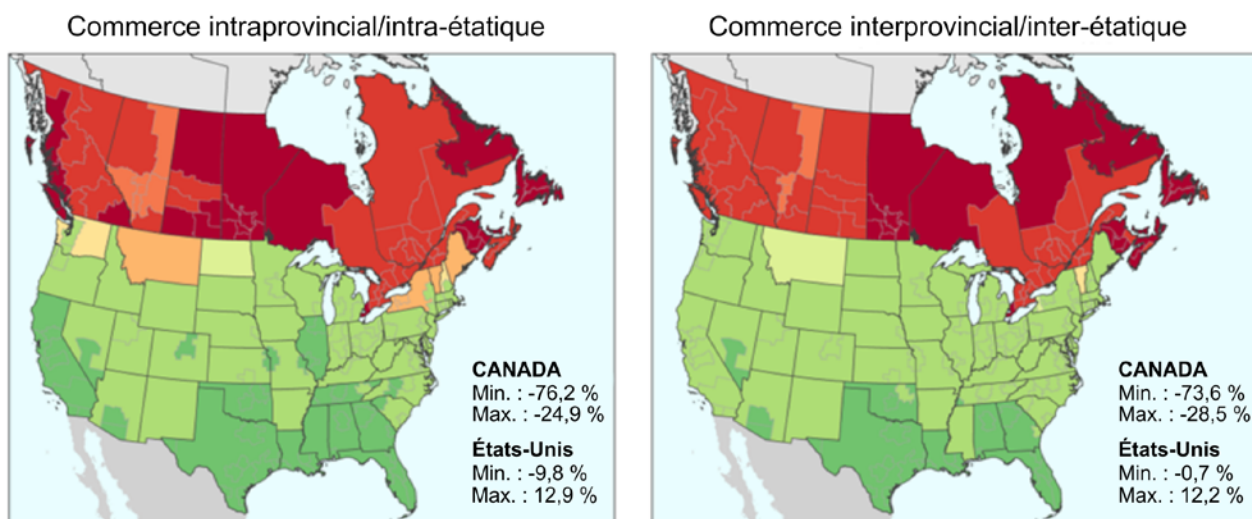 Commerce intraprovincial/intra-étatique
CANADA
Min. : -76,2 %
Max. : -24,9 %
États-Unis
Min. : -9,8 %
Max. : 12,9 %
Commerce interprovincial/inter-étatique
CANADA
Min. : -73,6 %
Max. : -28,5 %
États-Unis
Min. : -0,7 %
Max. : 12,2 %